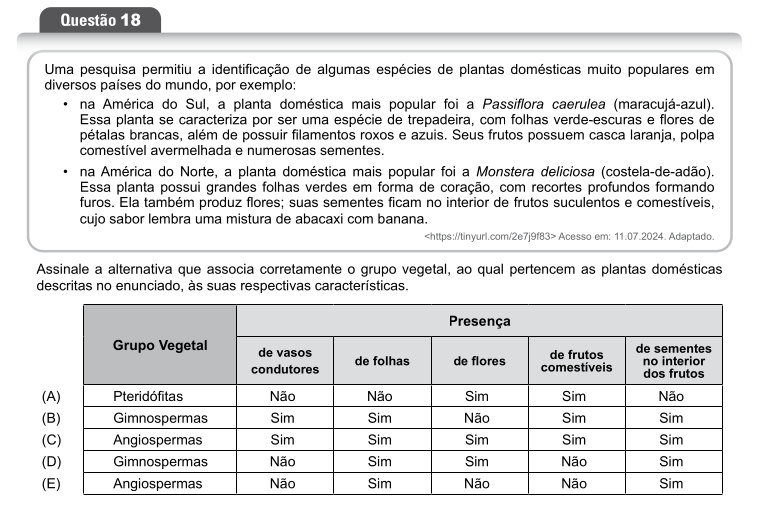 Questão 18
Uma pesquisa permitiu a identificação de algumas espécies de plantas domésticas muito populares em
diversos países do mundo, por exemplo:
• na América do Sul, a planta doméstica mais popular foi a Passiflora caerulea (maracujá-azul).
Essa planta se caracteriza por ser uma espécie de trepadeira, com folhas verde-escuras e flores de
pétalas brancas, além de possuir filamentos roxos e azuis. Seus frutos possuem casca laranja, polpa
comestível avermelhada e numerosas sementes.
• na América do Norte, a planta doméstica mais popular foi a Monstera deliciosa (costela-de-adão).
Essa planta possui grandes folhas verdes em forma de coração, com recortes profundos formando
furos. Ela também produz flores; suas sementes ficam no interior de frutos suculentos e comestíveis,
cujo sabor lembra uma mistura de abacaxi com banana.
<https://tinyurl.com/2e7j9f83> Acesso em: 11.07.2024. Adaptado.
Assinale a alternativa que associa corretamente o grupo vegetal, ao qual pertencem as plantas domésticas
descritas no enunciado, às suas respectivas características.
Grupo Vegetal
Presença
de vasos
condutores
de folhas
de flores
de frutos
comestíveis
de sementes
no interior
dos frutos
(A) Pteridófitas Não Não Sim Sim Não
(B) Gimnospermas Sim Sim Não Sim Sim
(C) Angiospermas Sim Sim Sim Sim Sim
(D) Gimnospermas Não Sim Sim Não Sim
(E) Angiospermas Não Sim Não Não Sim